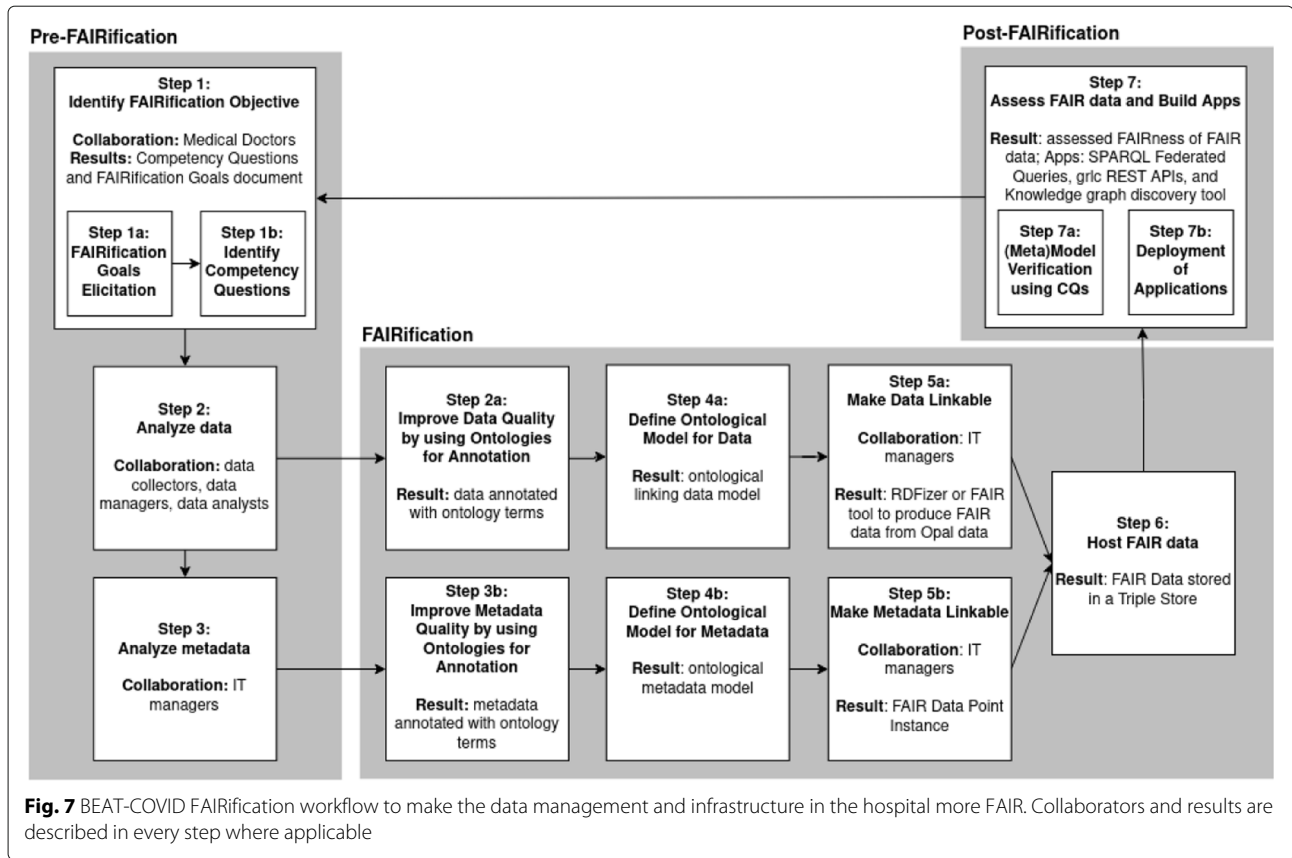 Pre-FAIRification
Step 1:
Identify FAIRification Objective
Collaboration: Medical Doctors
Results: Competency Questions
and FAIRification Goals document
Step 1a:
FAIRification
Goals
Elicitation
Step 1b:
Identify
Competency
Questions
Step 2:
Analyze data
Collaboration: data
collectors, data
managers, data analysts
Step 3:
Analyze metadata
Collaboration: IT
managers
FAIRification
Step 2a:
Improve Data Quality
by using Ontologies
for Annotation
Result: data annotated
with ontology terms
Step 4a:
Define Ontological
Model for Data
Result: ontological
linking data model
Step 5a:
Make Data Linkable
Collaboration: IT
managers
Result: RDFizer or FAIR
tool to produce FAIR
data from Opal data
Step 3b:
Improve Metadata
Quality by using
Ontologies for
Annotation
Result: metadata
annotated with ontology
terms
Step 4b:
Define Ontological
Model for Metadata
Result: ontological
metadata model
Step 5b:
Make Metadata Linkable
Collaboration: IT
managers
Result: FAIR Data Point
Instance
Step 6:
Host FAIR data
Result: FAIR Data stored
in a Triple Store
Post-FAIRification
Step 7:
Assess FAIR data and Build Apps
Result: assessed FAIRness of FAIR
data; Apps: SPARQL Federated
Queries, grlc REST APIs, and
Knowledge graph discovery tool
Step 7a:
(Meta)Model
Verification
using CQs
Step 7b:
Deployment
of
Applications
Fig. 7 BEAT-COVID FAIRification workflow to make the data management and infrastructure in the hospital more FAIR. Collaborators and results are
described in every step where applicable